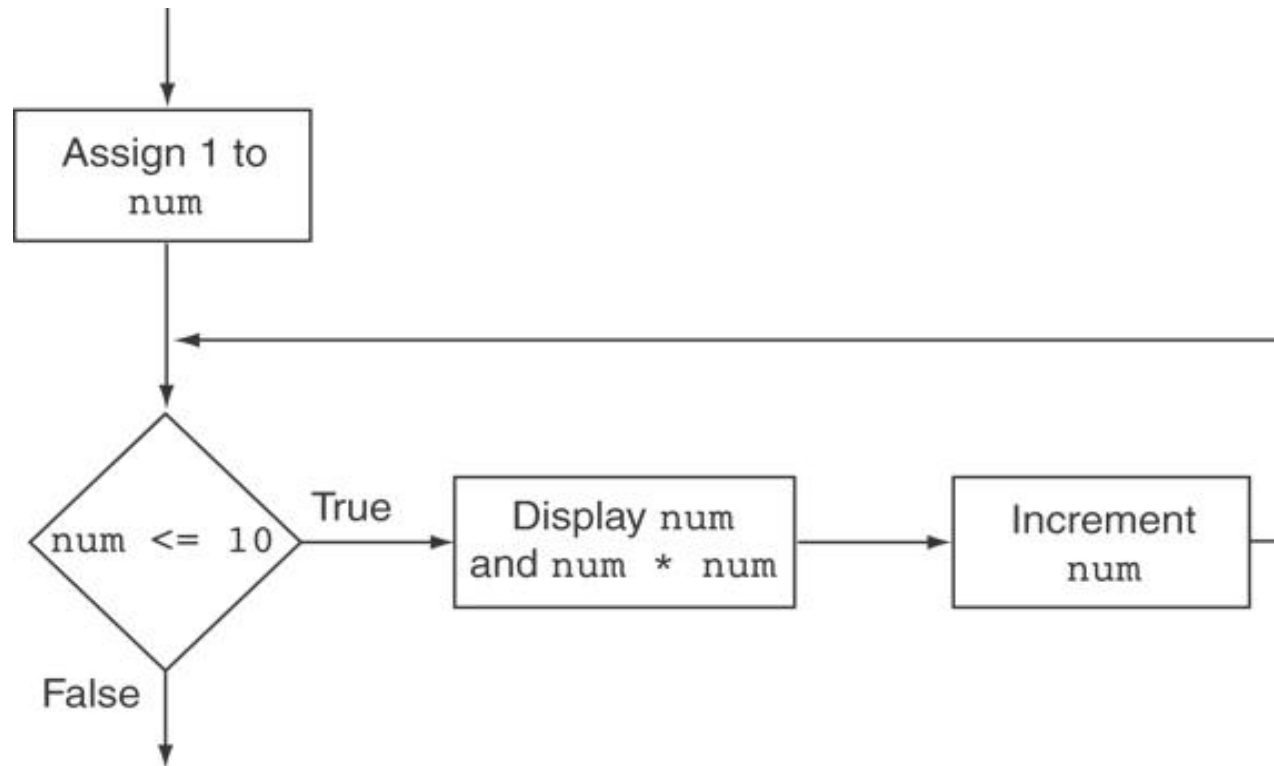 Assign 1 to
num
num <= 10
True
Display num
and num * num
Increment
num
False